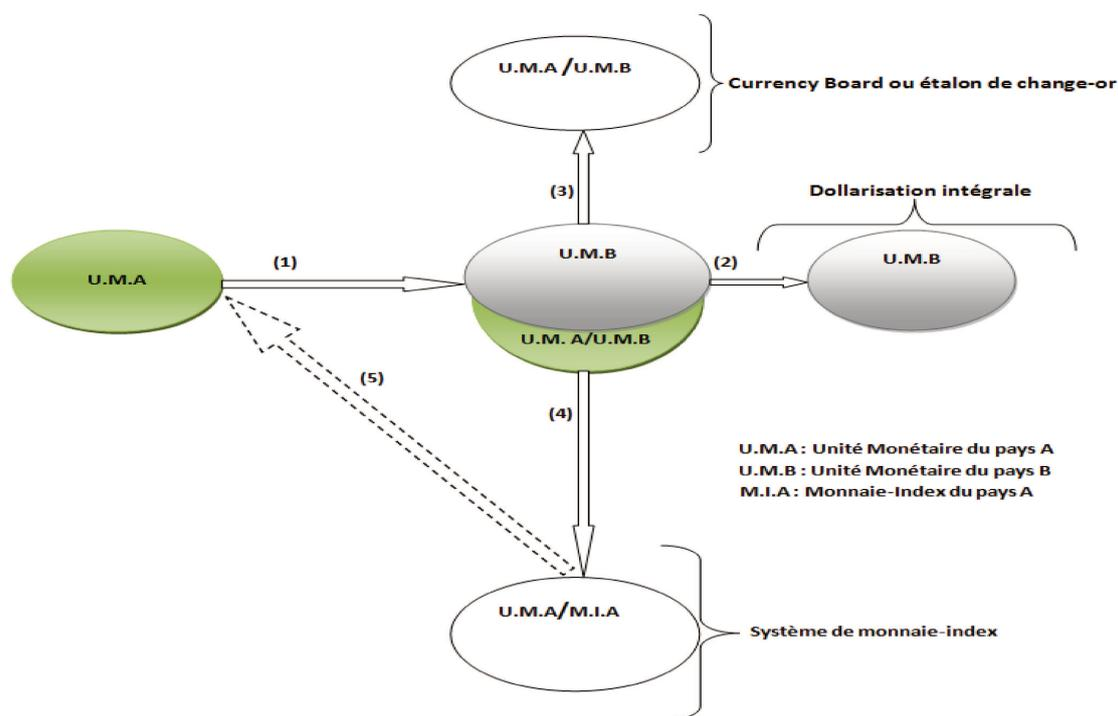 U.M.A /U.M.B
Currency Board ou étalon de change-or
(3)
Dollarisation intégrale
U.M.A
(1)
U.M.B
(2)
U.M.B
U.M. A/U.M.B
(5)
(4)
U.M.A : Unité Monétaire du pays A
U.M.B : Unité Monétaire du pays B
M.I.A : Monnaie-Index du pays A
U.M.A/M.I.A
Système de monnaie-index